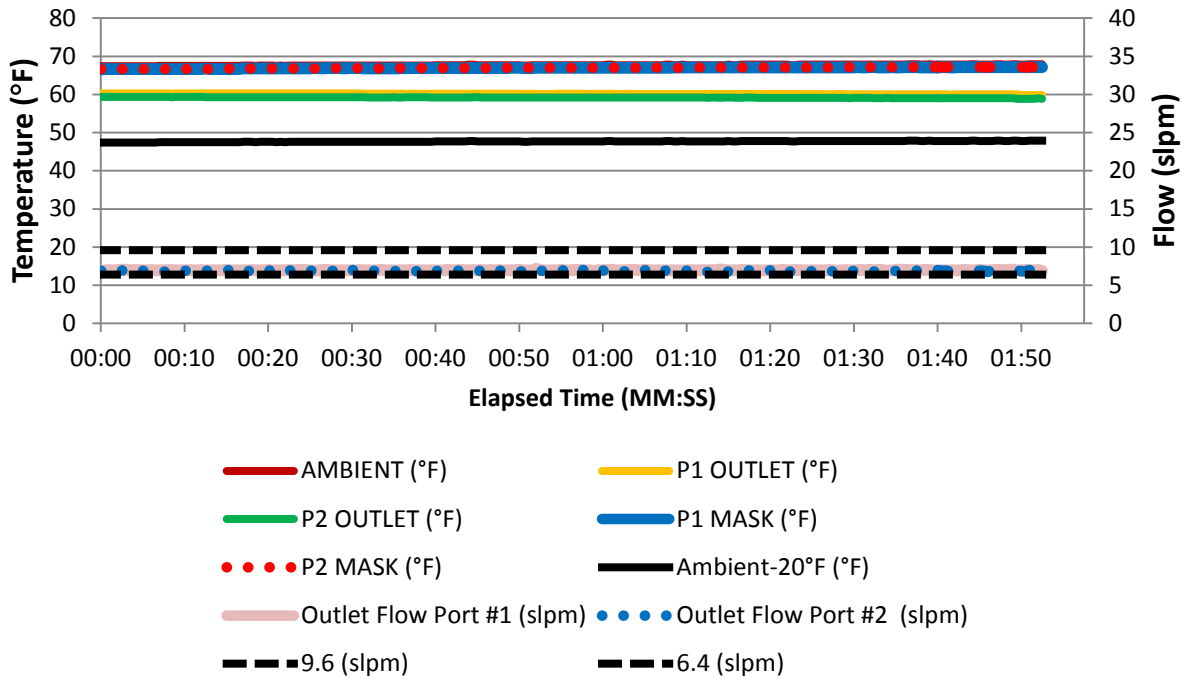 80
70
60
50
40
30
20
10
0
Temperature (°F)
40
35
30
25
20
15
10
5
0
Flow (slpm)
00:00 00:10 00:20 00:30 00:40 00:50 01:00 01:10 01:20 01:30 01:40 01:50
Elapsed Time (MM:SS)
AMBIENT (°F) P1 OUTLET (°F)
P2 OUTLET (°F) P1 MASK (°F)
P2 MASK (°F) Ambient-20°F (°F)
Outlet Flow Port #1 (slpm) Outlet Flow Port #2 (slpm)
9.6 (slpm) 6.4 (slpm)